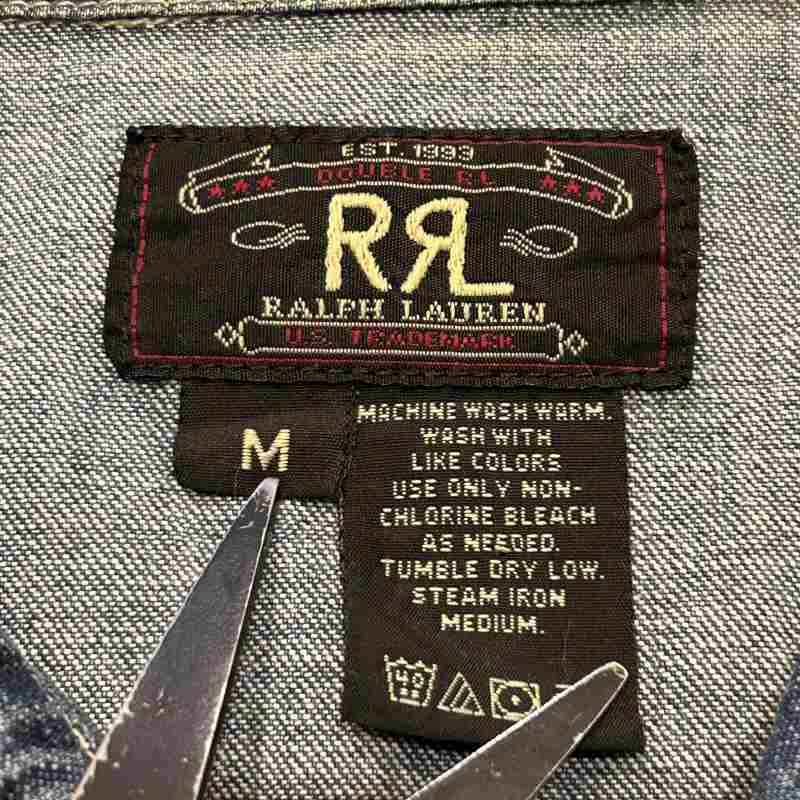 EST. 1993
DOUBLE RL
RRL
RALPH LAUREN
U.S. TRADEMARK
M
MACHINE WASH WARM.
WASH WITH
LIKE COLORS
USE ONLY NON-
CHLORINE BLEACH
AS NEEDED.
TUMBLE DRY LOW.
STEAM IRON
MEDIUM.
40